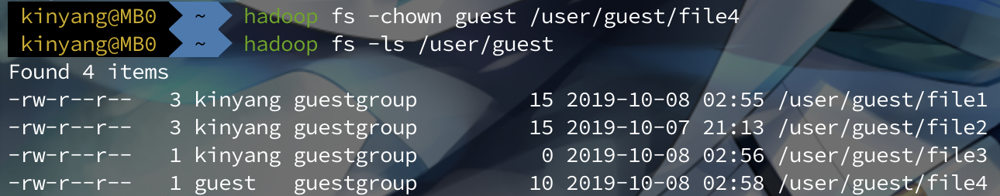 kinyang@MB0 ~ hadoop fs -chown guest /user/guest/file4
kinyang@MB0 ~ hadoop fs -ls /user/guest
Found 4 items
-rw-r--r-- 3 kinyang guestgroup 15 2019-10-08 02:55 /user/guest/file1
-rw-r--r-- 3 kinyang guestgroup 15 2019-10-07 21:13 /user/guest/file2
-rw-r--r-- 1 kinyang guestgroup 0 2019-10-08 02:56 /user/guest/file3
-rw-r--r-- 1 guest guestgroup 10 2019-10-08 02:58 /user/guest/file4